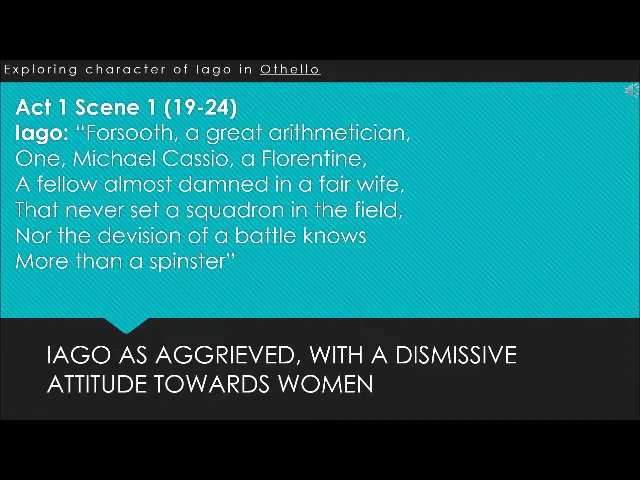 Exploring character of Iago in Othello
Act 1 Scene 1 (19-24)
Iago: “Forsooth, a great arithmetician,
One, Michael Cassio, a Florentine,
A fellow almost damned in a fair wife,
That never set a squadron in the field,
Nor the devision of a battle knows
More than a spinster”
IAGO AS AGGRIEVED, WITH A DISMISSIVE
ATTITUDE TOWARDS WOMEN